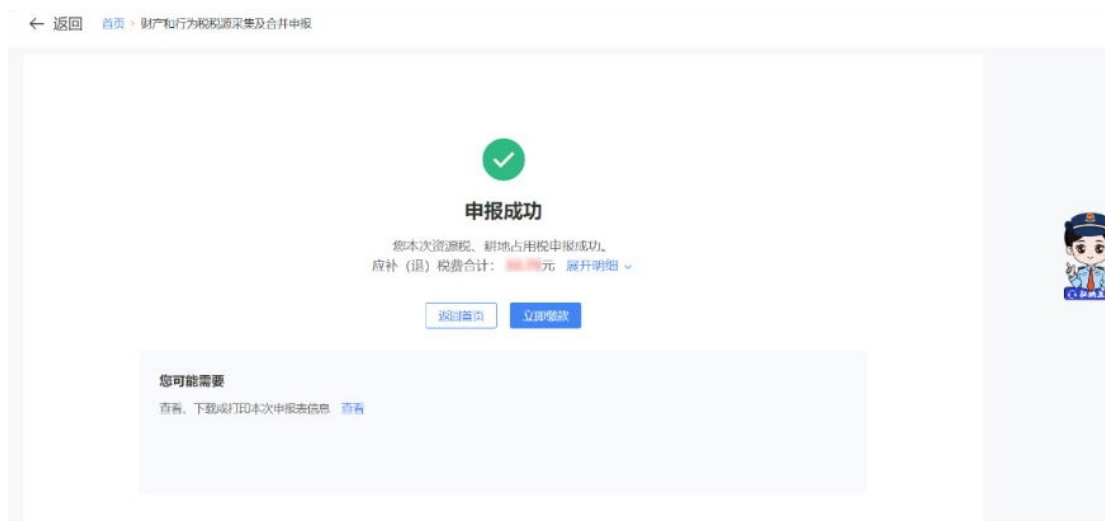 ← 返回 首页 > 财产和行为税税源采集及合并申报
申报成功
您本次资源税、耕地占用税申报成功。
应补（退）税费合计： 元 展开明细
返回首页 立即缴款
您可能需要
查看、下载或打印本次申报表信息 查看